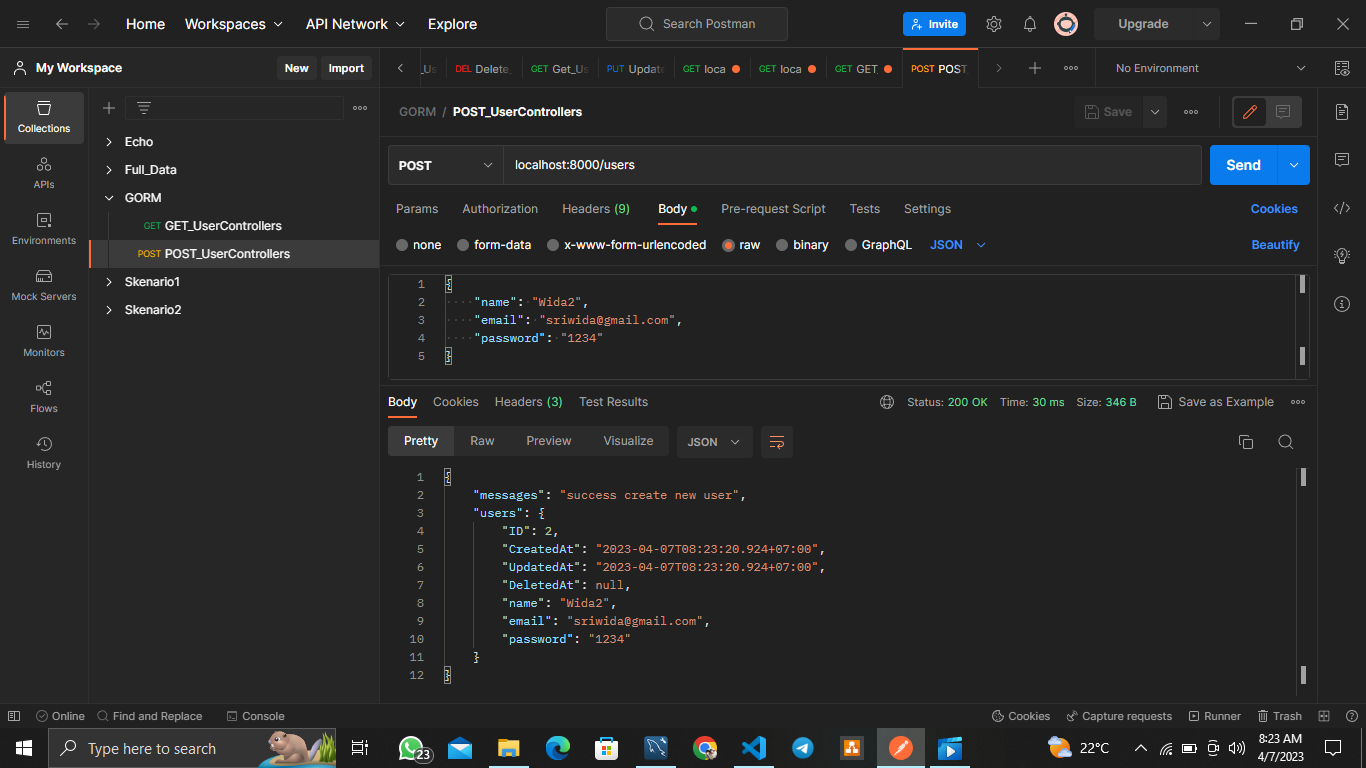 Home Workspaces API Network Explore Search Postman Invite Upgrade
My Workspace New Import
_Us DEL Delete_ GET Get_Us PUT Update GET loca GET loca GET GET_ POST POST_ No Environment
Collections
APIs
Environments
Mock Servers
Monitors
Flows
History
Echo
Full_Data
GORM
GET GET_UserControllers
POST POST_UserControllers
Skenario1
Skenario2
GORM / POST_UserControllers Save
POST localhost:8000/users Send
Params Authorization Headers (9) Body Pre-request Script Tests Settings Cookies
none form-data x-www-form-urlencoded raw binary GraphQL JSON Beautify
1 {
2 "name": "Wida2",
3 "email": "sriwida@gmail.com",
4 "password": "1234"
5 }
Body Cookies Headers (3) Test Results Status: 200 OK Time: 30 ms Size: 346 B Save as Example
Pretty Raw Preview Visualize JSON
1 {
2 "messages": "success create new user",
3 "users": {
4 "ID": 2,
5 "CreatedAt": "2023-04-07T08:23:20.924+07:00",
6 "UpdatedAt": "2023-04-07T08:23:20.924+07:00",
7 "DeletedAt": null,
8 "name": "Wida2",
9 "email": "sriwida@gmail.com",
10 "password": "1234"
11 }
12 }
Online Find and Replace Console Cookies Capture requests Runner Trash
Type here to search 23 22°C 8:23 AM
4/7/2023